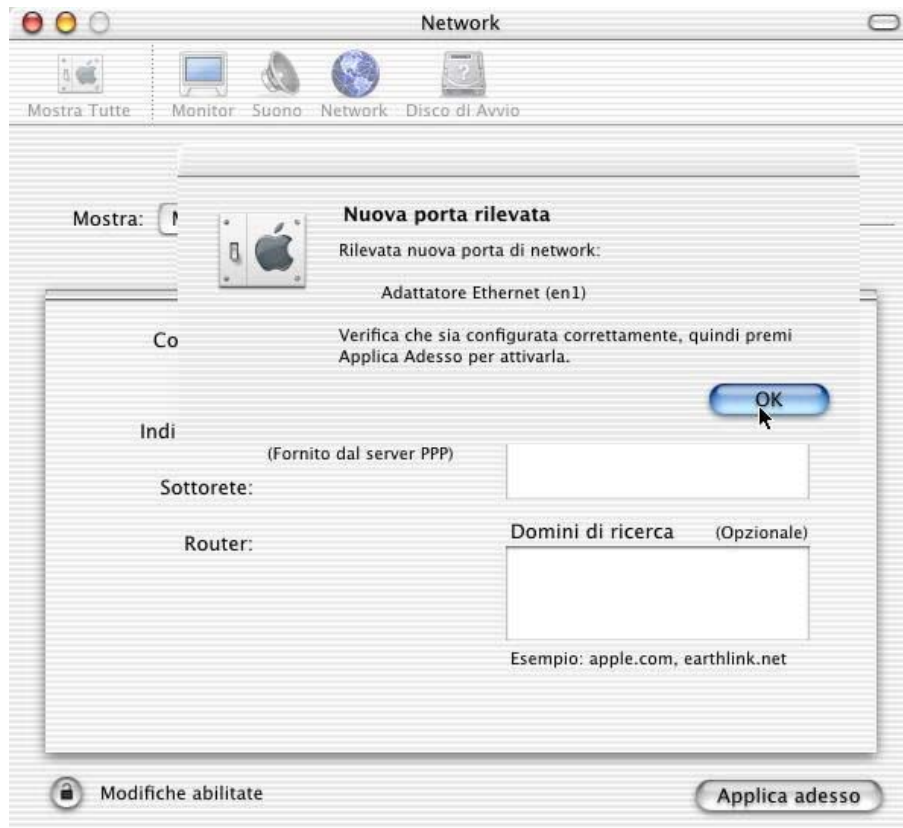 Network
Mostra Tutte
Monitor
Suono
Network
Disco di Avvio
Mostra:
Nuova porta rilevata
Rilevata nuova porta di network:
Adattatore Ethernet (en1)
Verifica che sia configurata correttamente, quindi premi
Applica Adesso per attivarla.
OK
Co
Indi
(Fornito dal server PPP)
Sottorete:
Router:
Domini di ricerca (Opzionale)
Esempio: apple.com, earthlink.net
Modifiche abilitate
Applica adesso